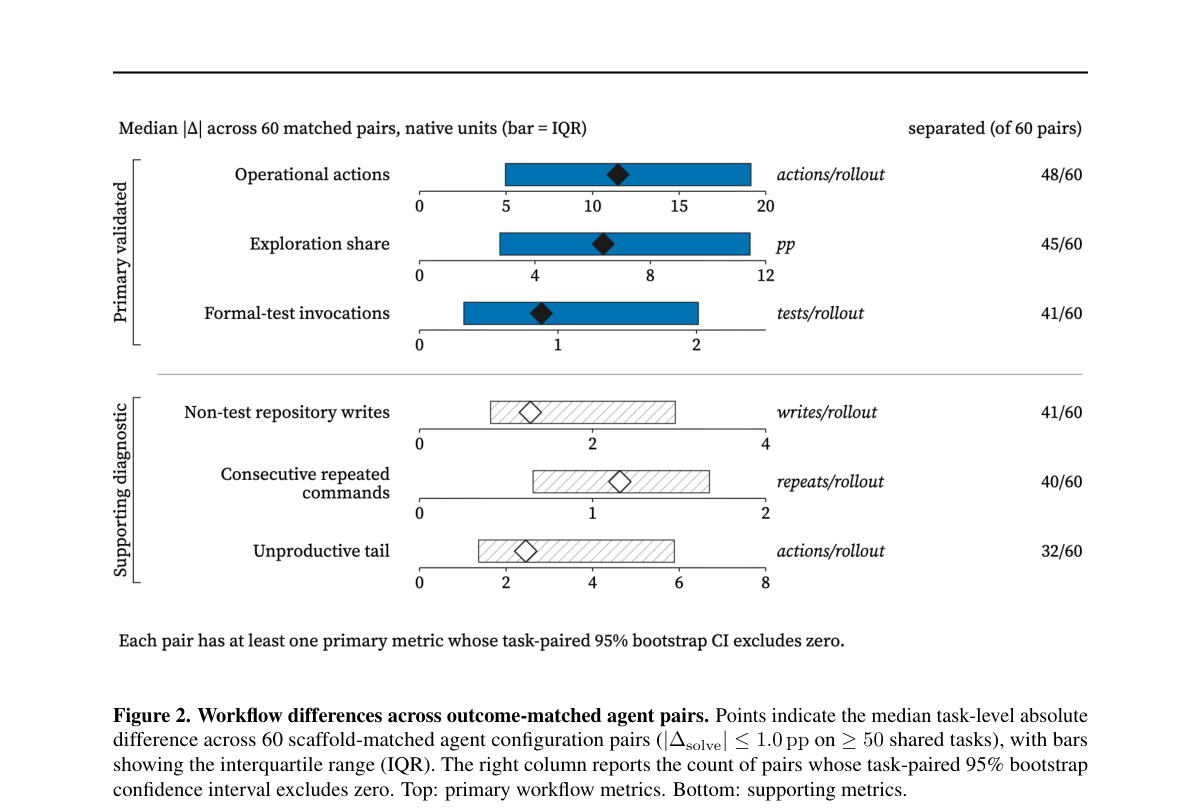 Median |Δ| across 60 matched pairs, native units (bar = IQR) separated (of 60 pairs)
Primary validated
Operational actions actions/rollout 48/60
0 5 10 15 20
Exploration share pp 45/60
0 4 8 12
Formal-test invocations tests/rollout 41/60
0 1 2
Supporting diagnostic
Non-test repository writes writes/rollout 41/60
0 2 4
Consecutive repeated
commands repeats/rollout 40/60
0 1 2
Unproductive tail actions/rollout 32/60
0 2 4 6 8
Each pair has at least one primary metric whose task-paired 95% bootstrap CI excludes zero.
Figure 2. Workflow differences across outcome-matched agent pairs. Points indicate the median task-level absolute
difference across 60 scaffold-matched agent configuration pairs (|Δsolve| ≤ 1.0 pp on ≥ 50 shared tasks), with bars
showing the interquartile range (IQR). The right column reports the count of pairs whose task-paired 95% bootstrap
confidence interval excludes zero. Top: primary workflow metrics. Bottom: supporting metrics.